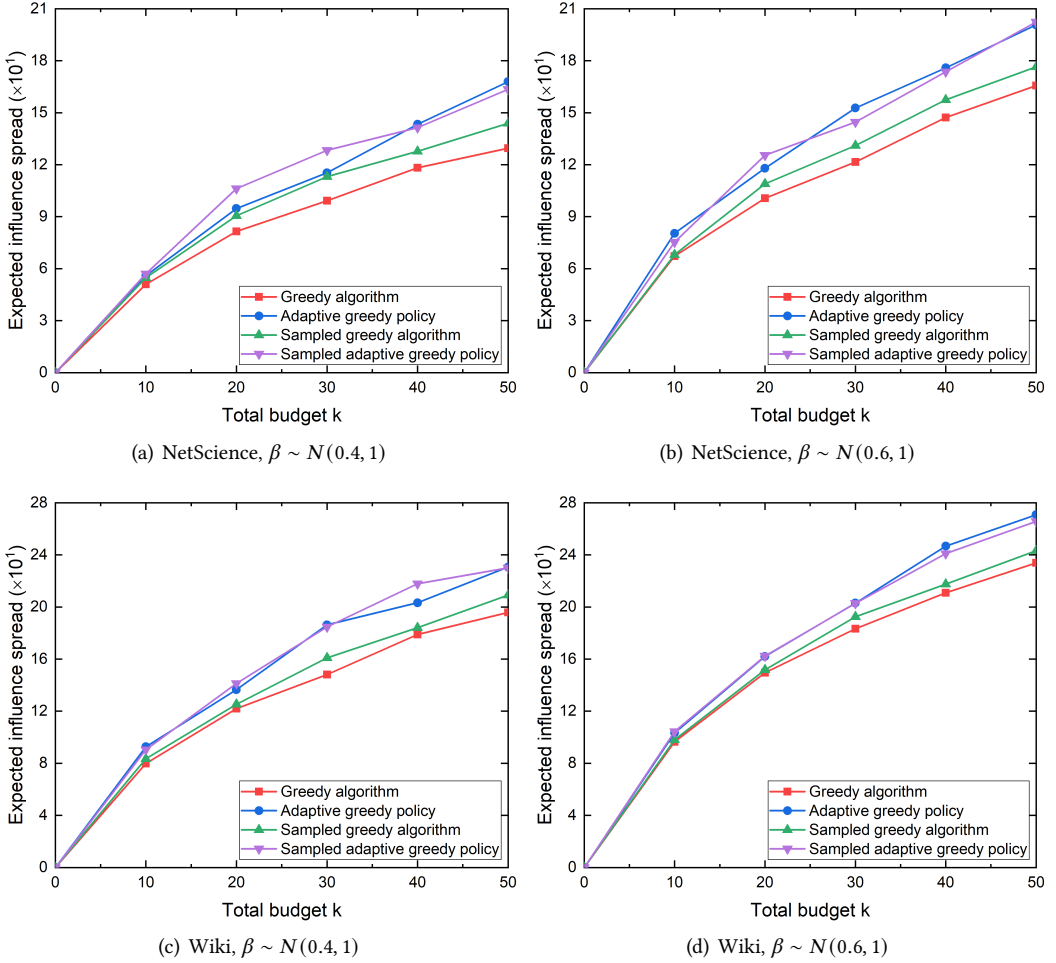 21
18
15
12
9
6
3
0
Expected influence spread (×10¹)
Greedy algorithm
Adaptive greedy policy
Sampled greedy algorithm
Sampled adaptive greedy policy
0 10 20 30 40 50
Total budget k
(a) NetScience, β ∼ N(0.4, 1)
21
18
15
12
9
6
3
0
Expected influence spread (×10¹)
Greedy algorithm
Adaptive greedy policy
Sampled greedy algorithm
Sampled adaptive greedy policy
0 10 20 30 40 50
Total budget k
(b) NetScience, β ∼ N(0.6, 1)
28
24
20
16
12
8
4
0
Expected influence spread (×10¹)
Greedy algorithm
Adaptive greedy policy
Sampled greedy algorithm
Sampled adaptive greedy policy
0 10 20 30 40 50
Total budget k
(c) Wiki, β ∼ N(0.4, 1)
28
24
20
16
12
8
4
0
Expected influence spread (×10¹)
Greedy algorithm
Adaptive greedy policy
Sampled greedy algorithm
Sampled adaptive greedy policy
0 10 20 30 40 50
Total budget k
(d) Wiki, β ∼ N(0.6, 1)